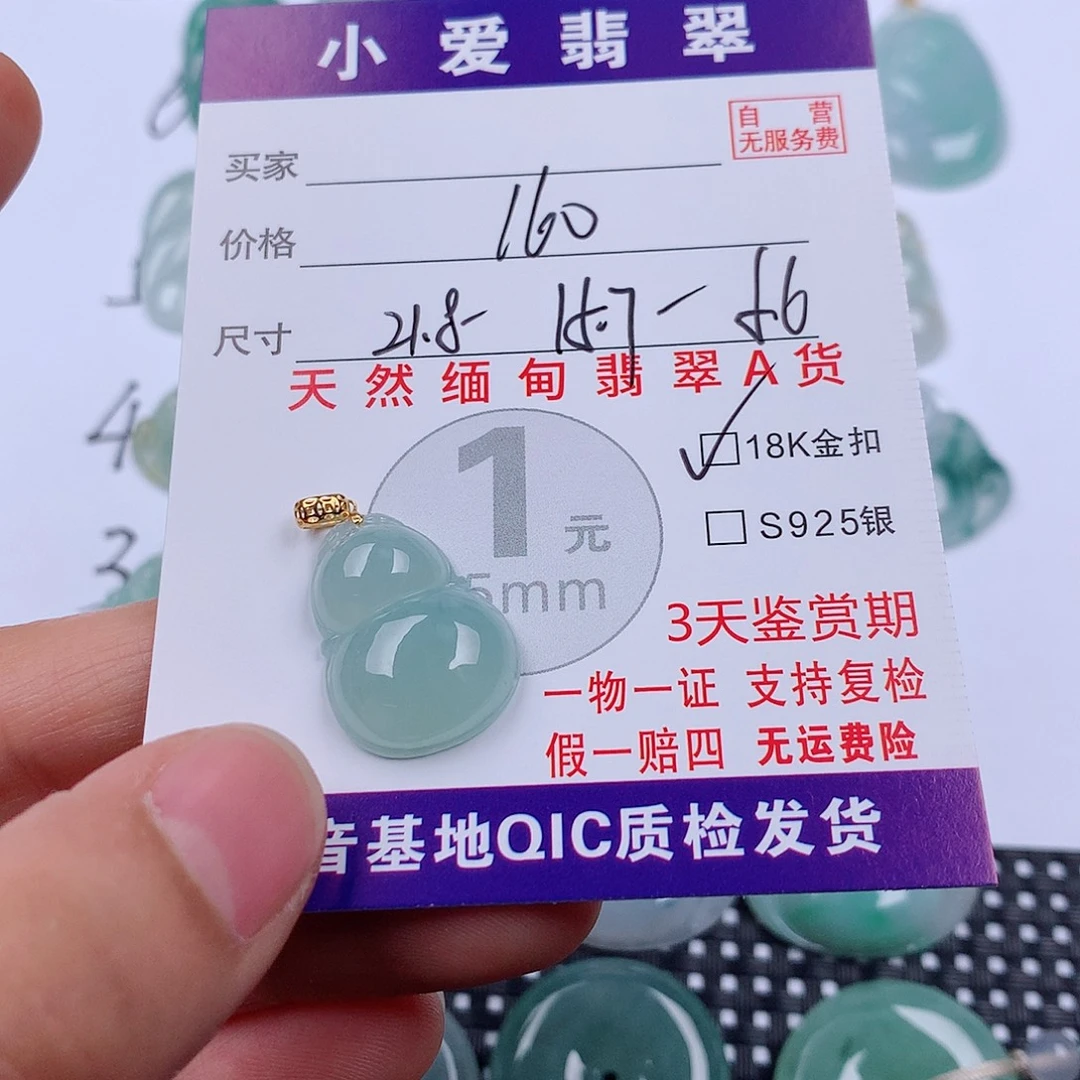 小爱翡翠
自营
无服务费
买家
价格 160
尺寸 21.8- 15.7- 5.6
天然缅甸翡翠A货
18K金扣
1元
S925银
5mm
3天鉴赏期
一物一证 支持复检
假一赔四 无运费险
音基地QIC质检发货
4
3